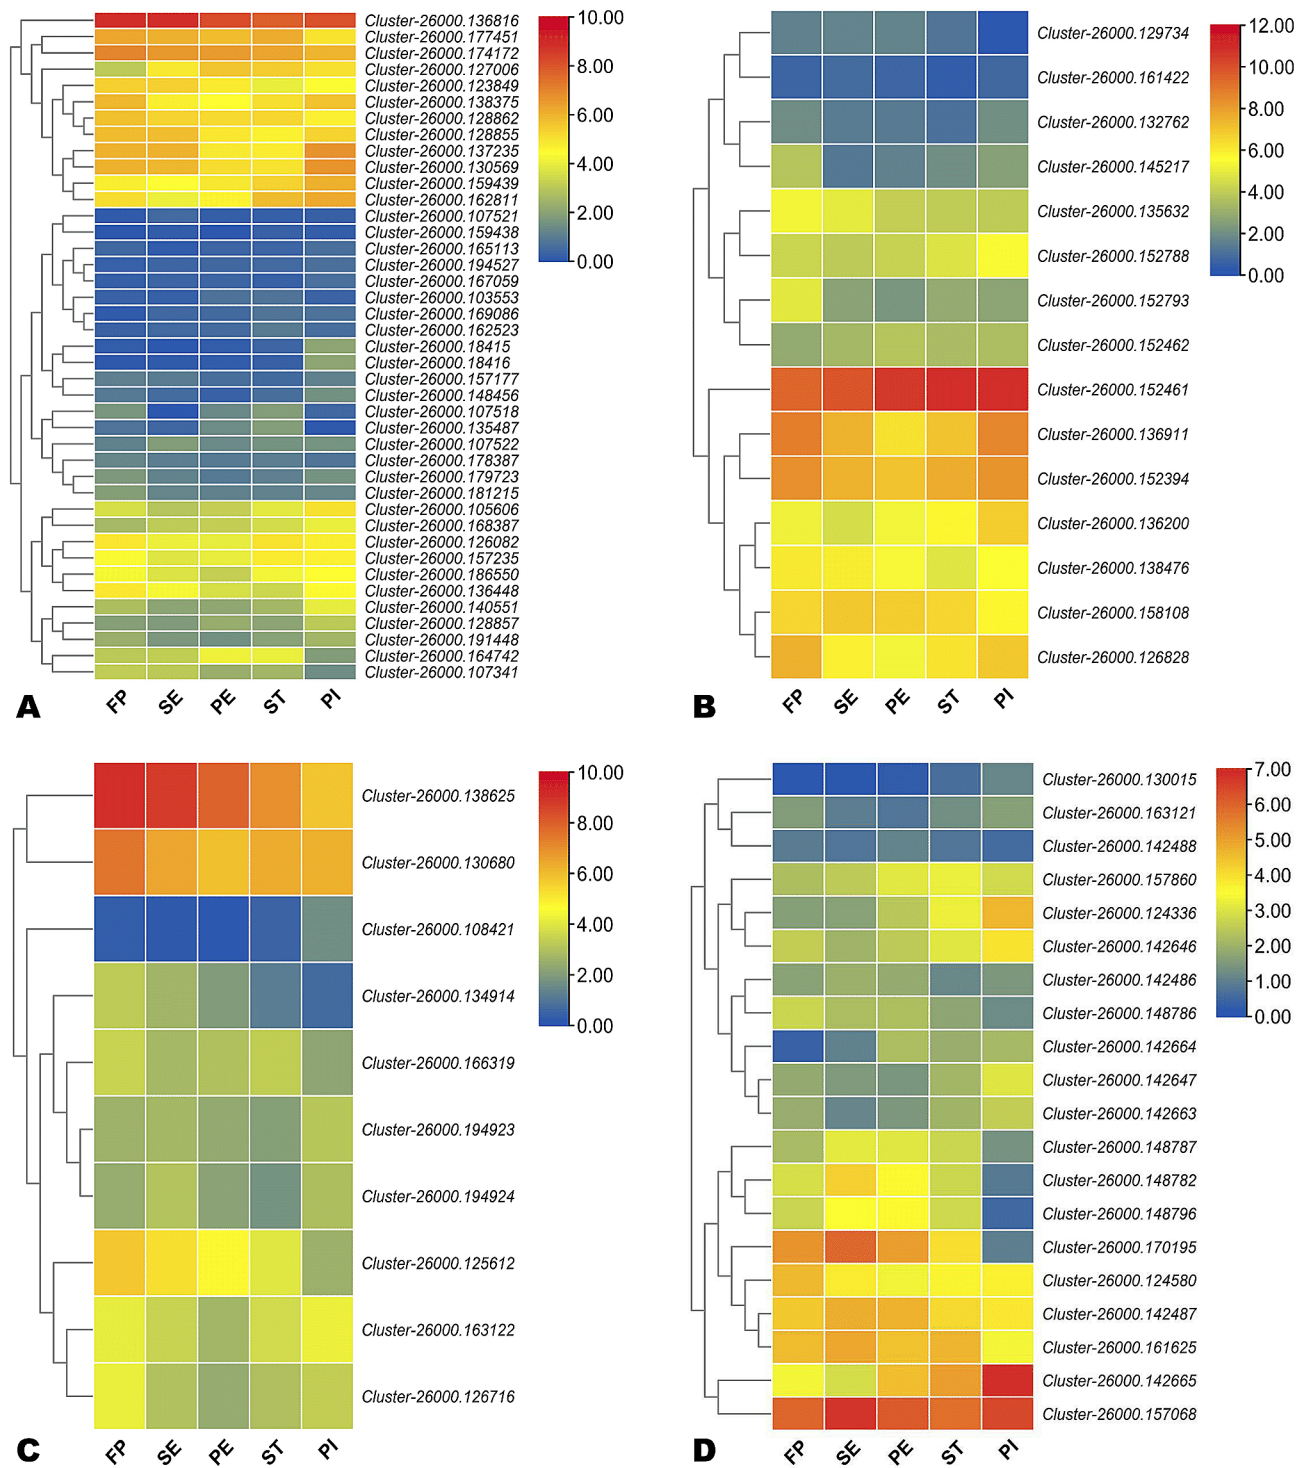 Cluster-26000.136816
Cluster-26000.177451
Cluster-26000.174172
Cluster-26000.127006
Cluster-26000.123849
Cluster-26000.138375
Cluster-26000.128862
Cluster-26000.128855
Cluster-26000.137235
Cluster-26000.130569
Cluster-26000.159439
Cluster-26000.162811
Cluster-26000.107521
Cluster-26000.159438
Cluster-26000.165113
Cluster-26000.194527
Cluster-26000.167059
Cluster-26000.103553
Cluster-26000.169086
Cluster-26000.162523
Cluster-26000.18415
Cluster-26000.18416
Cluster-26000.157177
Cluster-26000.148456
Cluster-26000.107518
Cluster-26000.135487
Cluster-26000.107522
Cluster-26000.178387
Cluster-26000.179723
Cluster-26000.181215
Cluster-26000.105606
Cluster-26000.168387
Cluster-26000.126082
Cluster-26000.157235
Cluster-26000.186550
Cluster-26000.136448
Cluster-26000.140551
Cluster-26000.128857
Cluster-26000.191448
Cluster-26000.164742
Cluster-26000.107341
10.00
8.00
6.00
4.00
2.00
0.00
A
FP SE PE ST PI
Cluster-26000.129734
Cluster-26000.161422
Cluster-26000.132762
Cluster-26000.145217
Cluster-26000.135632
Cluster-26000.152788
Cluster-26000.152793
Cluster-26000.152462
Cluster-26000.152461
Cluster-26000.136911
Cluster-26000.152394
Cluster-26000.136200
Cluster-26000.138476
Cluster-26000.158108
Cluster-26000.126828
12.00
10.00
8.00
6.00
4.00
2.00
0.00
B
FP SE PE ST PI
Cluster-26000.138625
Cluster-26000.130680
Cluster-26000.108421
Cluster-26000.134914
Cluster-26000.166319
Cluster-26000.194923
Cluster-26000.194924
Cluster-26000.125612
Cluster-26000.163122
Cluster-26000.126716
10.00
8.00
6.00
4.00
2.00
0.00
C
FP SE PE ST PI
Cluster-26000.130015
Cluster-26000.163121
Cluster-26000.142488
Cluster-26000.157860
Cluster-26000.124336
Cluster-26000.142646
Cluster-26000.142486
Cluster-26000.148786
Cluster-26000.142664
Cluster-26000.142647
Cluster-26000.142663
Cluster-26000.148787
Cluster-26000.148782
Cluster-26000.148796
Cluster-26000.170195
Cluster-26000.124580
Cluster-26000.142487
Cluster-26000.161625
Cluster-26000.142665
Cluster-26000.157068
7.00
6.00
5.00
4.00
3.00
2.00
1.00
0.00
D
FP SE PE ST PI